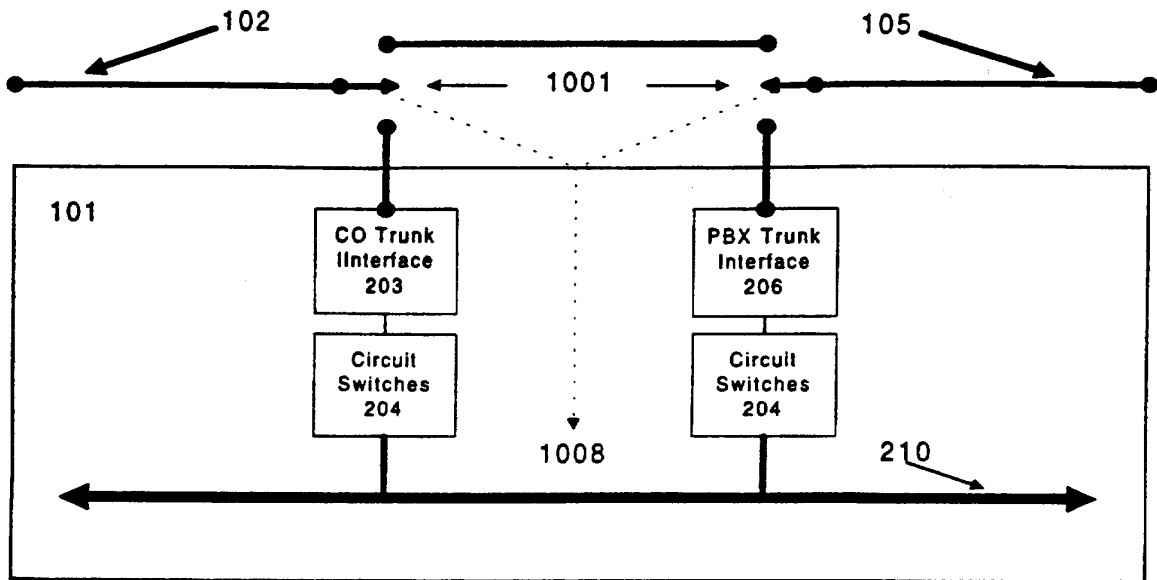 102
105
1001
101
CO Trunk
IInterface
203
PBX Trunk
Interface
206
Circuit
Switches
204
Circuit
Switches
204
1008
210